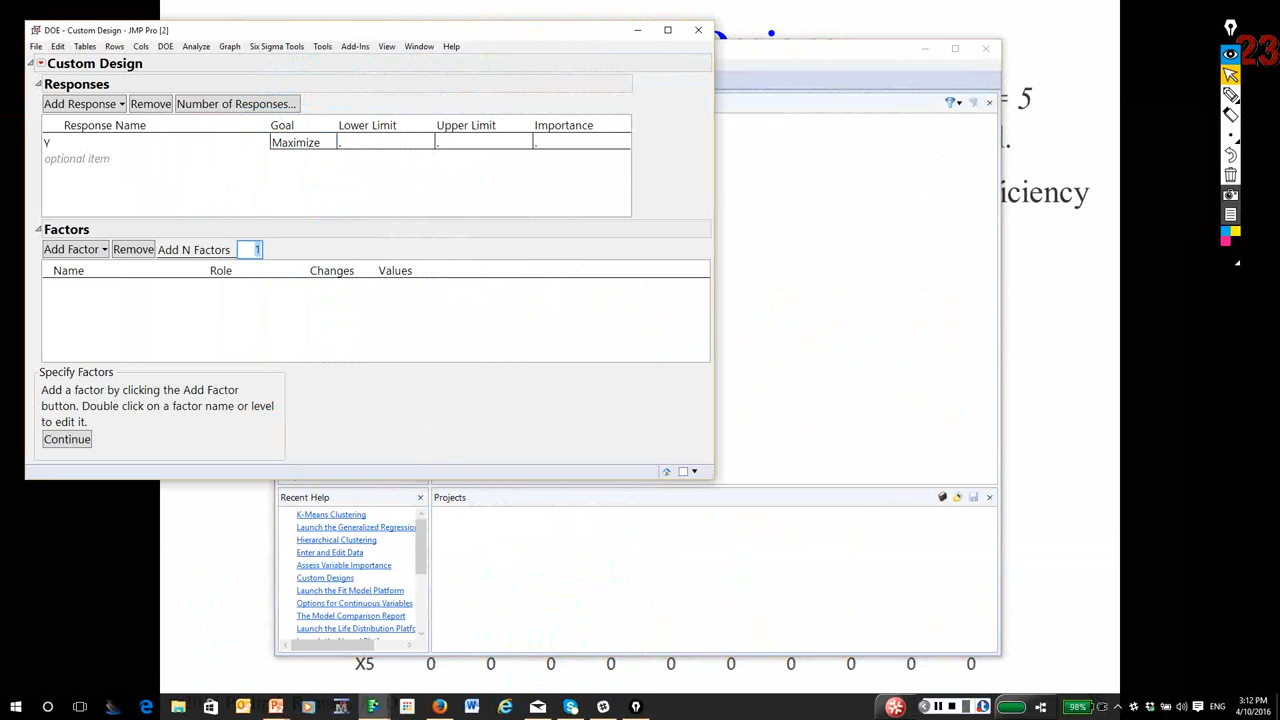 DOE - Custom Design - JMP Pro [2]
File Edit Tables Rows Cols DOE Analyze Graph Six Sigma Tools Tools Add-Ins View Window Help
Custom Design
Responses
Add Response Remove Number of Responses...
Response Name Goal Lower Limit Upper Limit Importance
Y Maximize . . .
optional item
Factors
Add Factor Remove Add N Factors 1
Name Role Changes Values
Specify Factors
Add a factor by clicking the Add Factor
button. Double click on a factor name or level
to edit it.
Continue
23
= 5
iciency
Recent Help
K-Means Clustering
Launch the Generalized Regression
Hierarchical Clustering
Enter and Edit Data
Assess Variable Importance
Custom Designs
Launch the Fit Model Platform
Options for Continuous Variables
The Model Comparison Report
Launch the Life Distribution Platfo
Projects
X5 0 0 0 0 0 0 0 0 0 0
98%
3:12 PM
4/10/2016